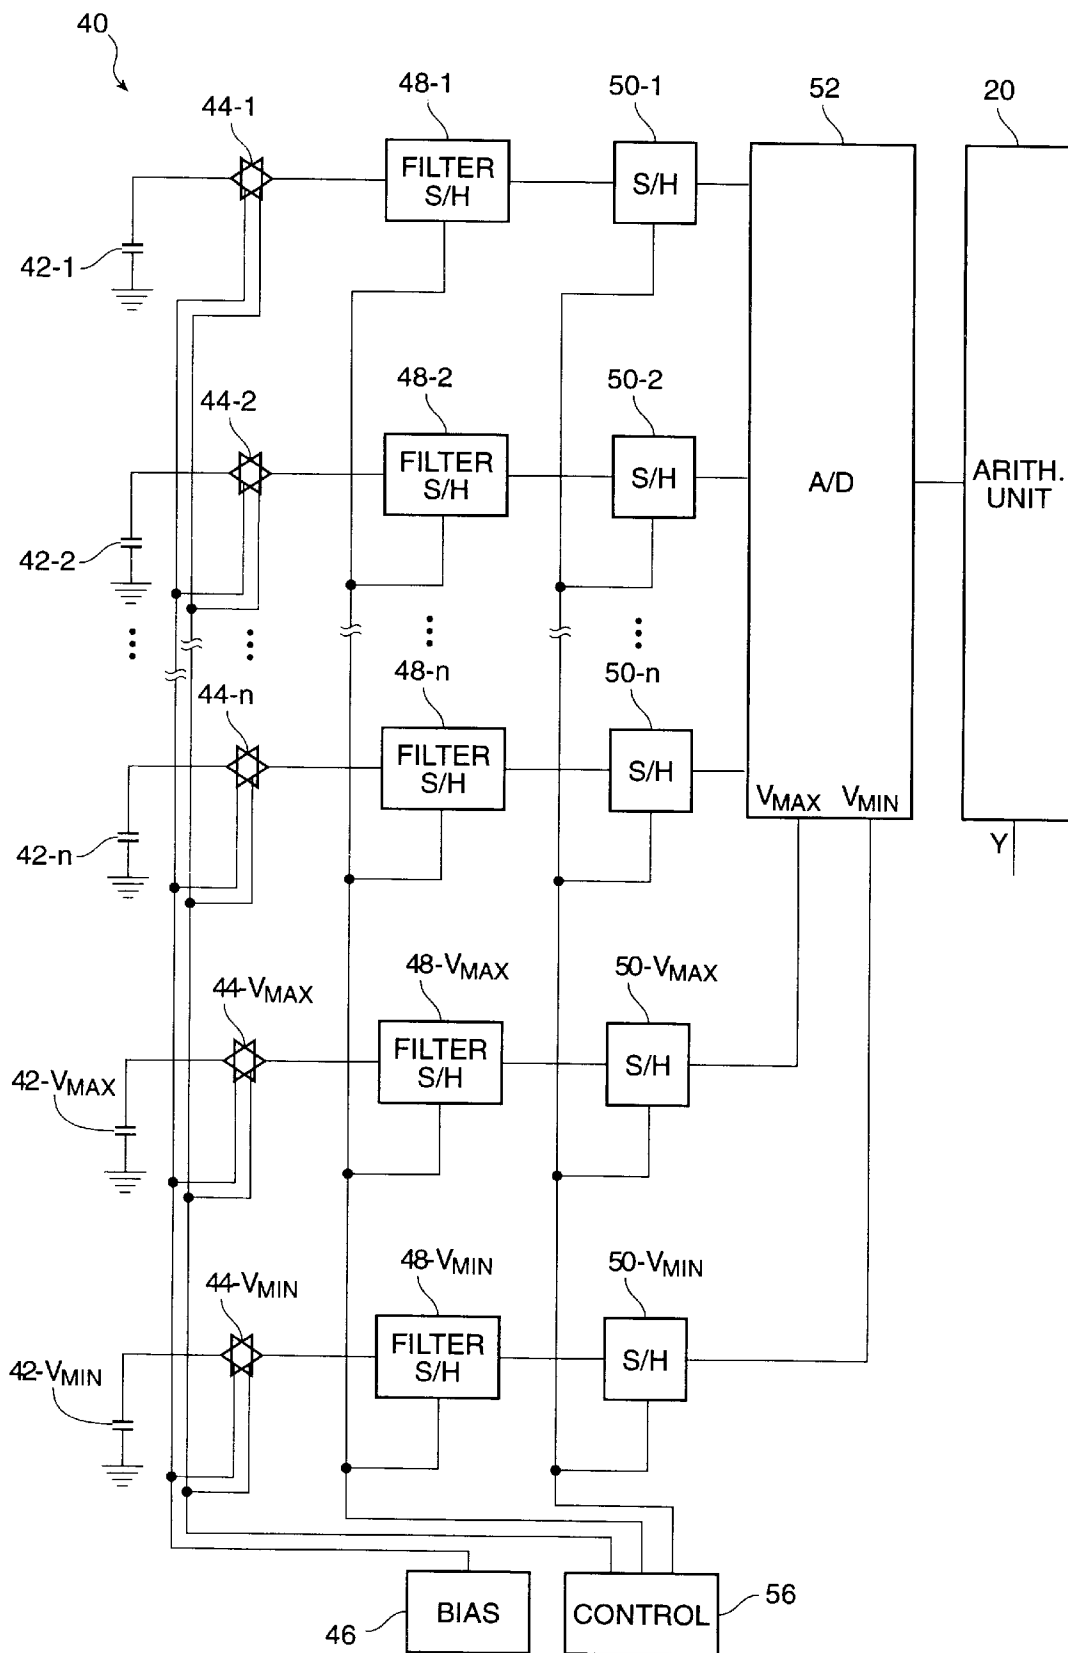 40
44-1
48-1
50-1
52
20
FILTER
S/H
S/H
42-1
44-2
48-2
50-2
FILTER
S/H
S/H
A/D
ARITH.
UNIT
42-2
44-n
48-n
50-n
FILTER
S/H
S/H
VMAX
VMIN
42-n
Y
44-VMAX
48-VMAX
50-VMAX
FILTER
S/H
S/H
42-VMAX
44-VMIN
48-VMIN
50-VMIN
FILTER
S/H
S/H
42-VMIN
BIAS
CONTROL
46
56